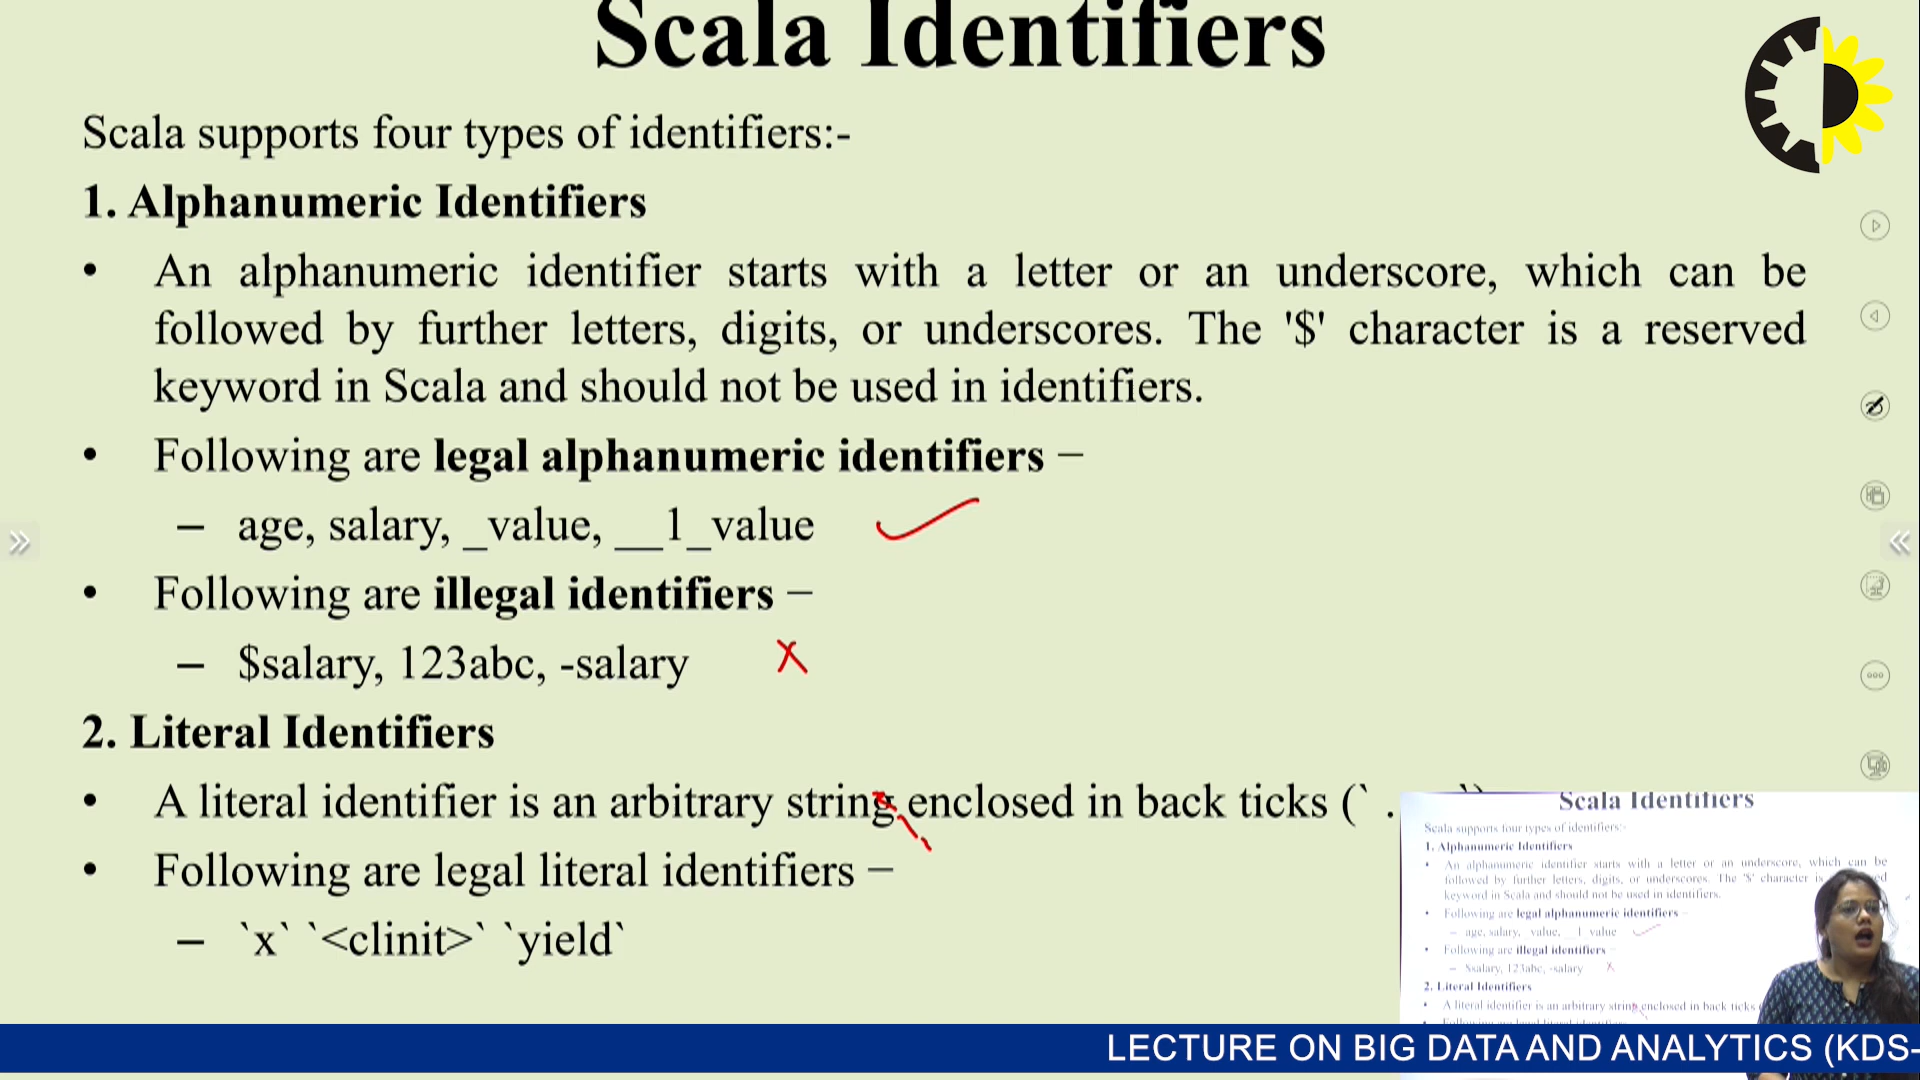 Scala Identifiers
Scala supports four types of identifiers:-
1. Alphanumeric Identifiers
• An alphanumeric identifier starts with a letter or an underscore, which can be
followed by further letters, digits, or underscores. The '$' character is a reserved
keyword in Scala and should not be used in identifiers.
• Following are legal alphanumeric identifiers –
– age, salary, _value, __1_value
• Following are illegal identifiers –
– $salary, 123abc, -salary
2. Literal Identifiers
• A literal identifier is an arbitrary string enclosed in back ticks (` .
• Following are legal literal identifiers –
– `x` `<clinit>` `yield`
Scala Identifiers
Scala supports four types of identifiers:-
1. Alphanumeric Identifiers
• An alphanumeric identifier starts with a letter or an underscore, which can be
followed by further letters, digits, or underscores. The '$' character is
keyword in Scala and should not be used in identifiers.
• Following are legal alphanumeric identifiers –
– age, salary, _value, __1_value
• Following are illegal identifiers –
– $salary, 123abc, -salary
2. Literal Identifiers
• A literal identifier is an arbitrary string enclosed in back ticks
LECTURE ON BIG DATA AND ANALYTICS (KDS-